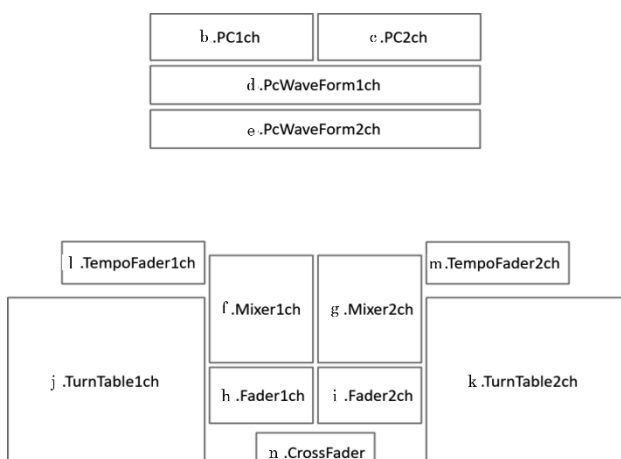 b.PC1ch
c.PC2ch
d.PcWaveForm1ch
e.PcWaveForm2ch
l.TempoFader1ch
m.TempoFader2ch
f.Mixer1ch
g.Mixer2ch
j.TurnTable1ch
k.TurnTable2ch
h.Fader1ch
i.Fader2ch
n.CrossFader